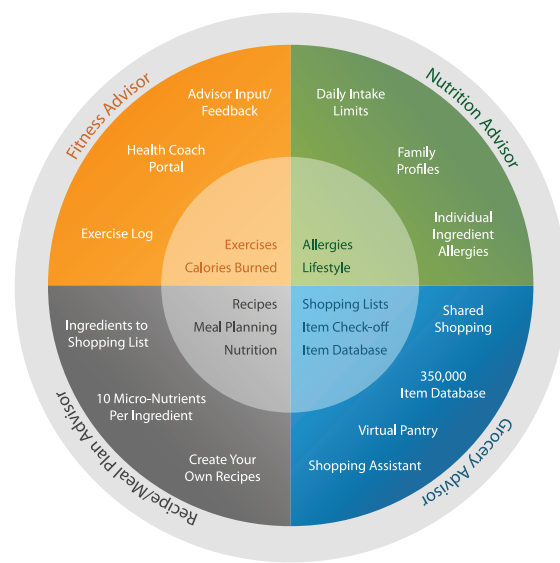 Fitness Advisor
Advisor Input/
Feedback
Health Coach
Portal
Exercise Log
Exercises
Calories Burned
Nutrition Advisor
Daily Intake
Limits
Family
Profiles
Individual
Ingredient
Allergies
Allergies
Lifestyle
Recipe/Meal Plan Advisor
Recipes
Meal Planning
Nutrition
Ingredients to
Shopping List
10 Micro-Nutrients
Per Ingredient
Create Your
Own Recipes
Grocery Advisor
Shopping Lists
Item Check-off
Item Database
Shared
Shopping
350,000
Item Database
Virtual Pantry
Shopping Assistant